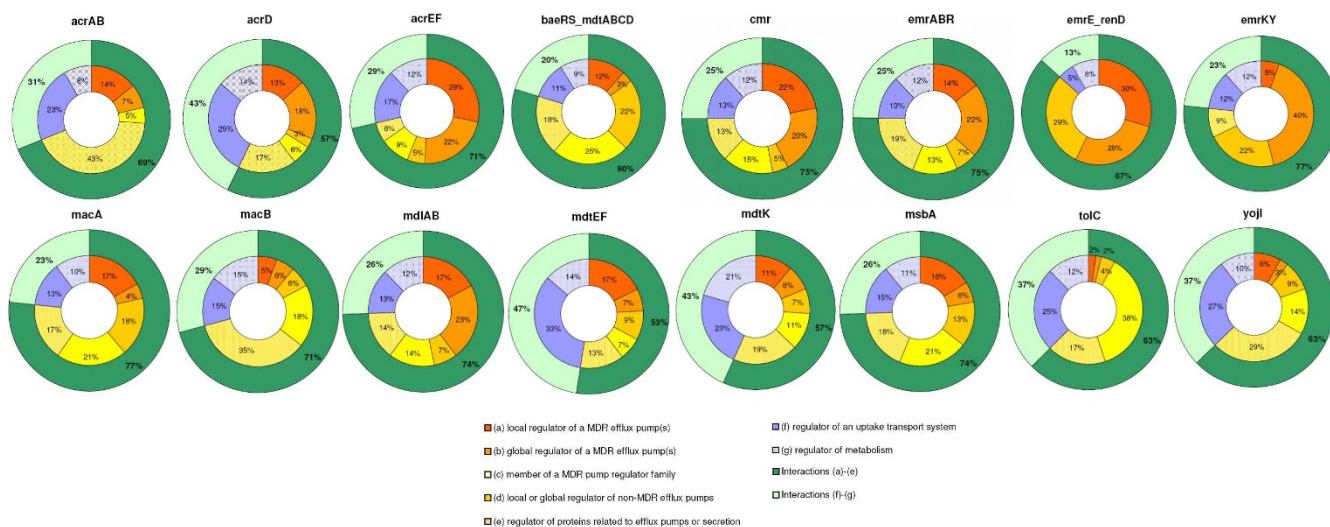 acrAB acrD acrEF baeRS_mdtABCD cmr emrABR emrE_renD emrKY
31% 6% 14% 7% 5% 43% 23% 69%
43% 14% 13% 18% 3% 6% 17% 29% 57%
29% 12% 29% 22% 5% 9% 8% 17% 71%
20% 9% 12% 3% 22% 25% 18% 11% 80%
25% 12% 22% 20% 5% 15% 13% 13% 75%
25% 12% 14% 22% 7% 13% 19% 13% 75%
13% 8% 30% 28% 29% 5% 87%
23% 12% 5% 40% 22% 9% 12% 77%
macA macB mdlAB mdtEF mdtK msbA tolC yojI
23% 10% 17% 4% 18% 21% 17% 13% 77%
29% 15% 5% 6% 6% 18% 35% 15% 71%
26% 12% 17% 23% 7% 14% 14% 13% 74%
47% 14% 17% 7% 9% 7% 13% 33% 53%
43% 21% 11% 8% 7% 11% 19% 23% 57%
26% 11% 16% 6% 13% 21% 18% 15% 74%
37% 12% 2% 2% 4% 38% 17% 25% 63%
37% 10% 8% 3% 9% 14% 29% 27% 63%
(a) local regulator of a MDR efflux pump(s)
(b) global regulator of a MDR efflux pump(s)
(c) member of a MDR pump regulator family
(d) local or global regulator of non-MDR efflux pumps
(e) regulator of proteins related to efflux pumps or secretion
(f) regulator of an uptake transport system
(g) regulator of metabolism
Interactions (a)-(e)
Interactions (f)-(g)